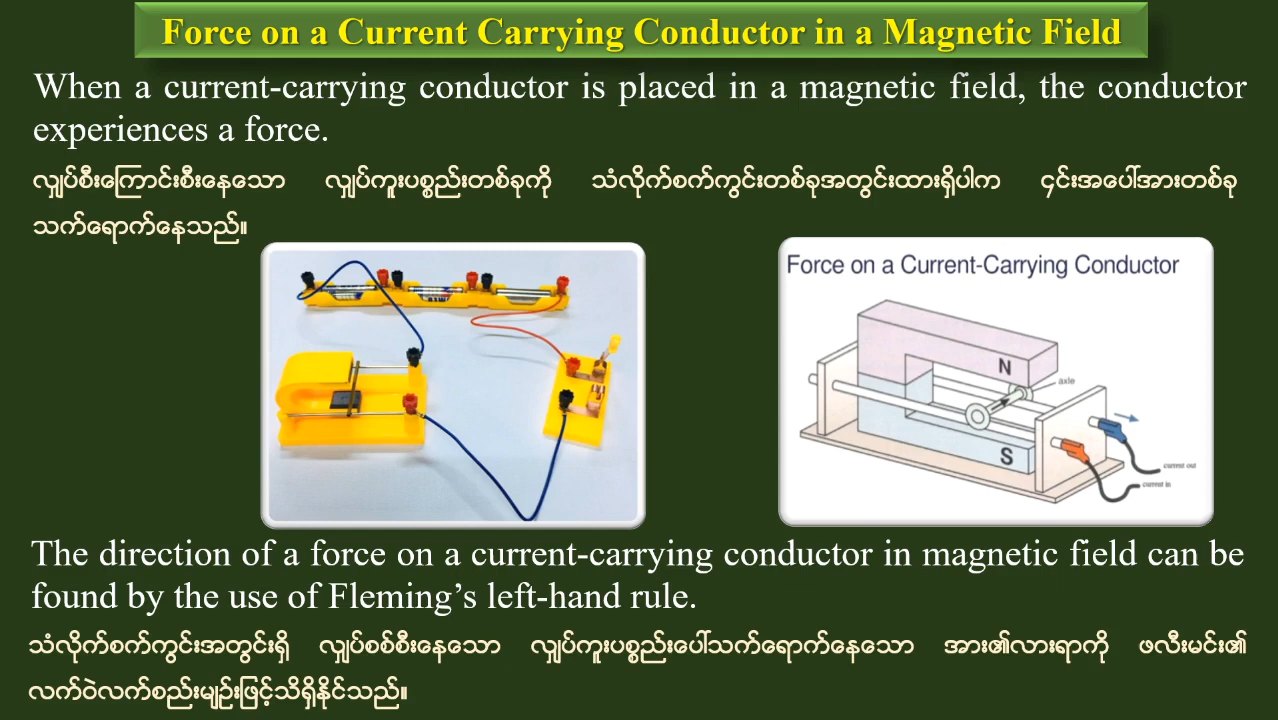 Force on a Current Carrying Conductor in a Magnetic Field
When a current-carrying conductor is placed in a magnetic field, the conductor
experiences a force.
လျှပ်စီးကြောင်းစီးနေသော လျှပ်ကူးပစ္စည်းတစ်ခုကို သံလိုက်စက်ကွင်းတစ်ခုအတွင်းထားရှိပါက ၄င်းအပေါ်အားတစ်ခု
သက်ရောက်နေသည်။
Force on a Current-Carrying Conductor
N
axle
S
current out
current in
The direction of a force on a current-carrying conductor in magnetic field can be
found by the use of Fleming’s left-hand rule.
သံလိုက်စက်ကွင်းအတွင်းရှိ လျှပ်စစ်စီးနေသော လျှပ်ကူးပစ္စည်းပေါ်သက်ရောက်နေသော အား၏လားရာကို ဖလီးမင်း၏
လက်ဝဲလက်စည်းမျဉ်းဖြင့်သိရှိနိုင်သည်။